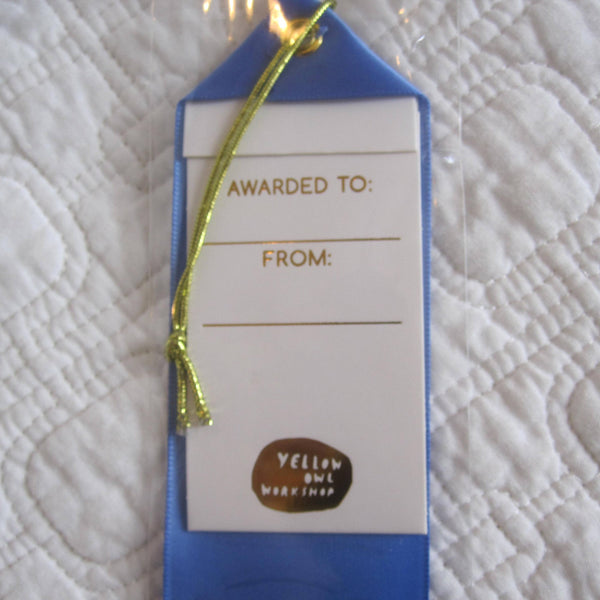 AWARDED TO:
FROM:
YELLOW
OWL
WORKSHOP